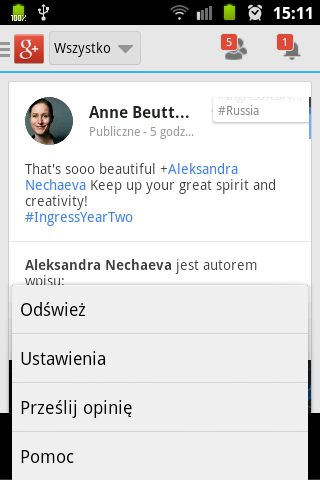 100
15:11
g+
Wszystko
5
1
Anne Beutt...
Publiczne - 5 godz...
#IngressYearT...
#Russia
That's sooo beautiful +Aleksandra
Nechaeva Keep up your great spirit and
creativity!
#IngressYearTwo
Aleksandra Nechaeva jest autorem
wpisu:
Odśwież
Ustawienia
Prześlij opinię
Pomoc